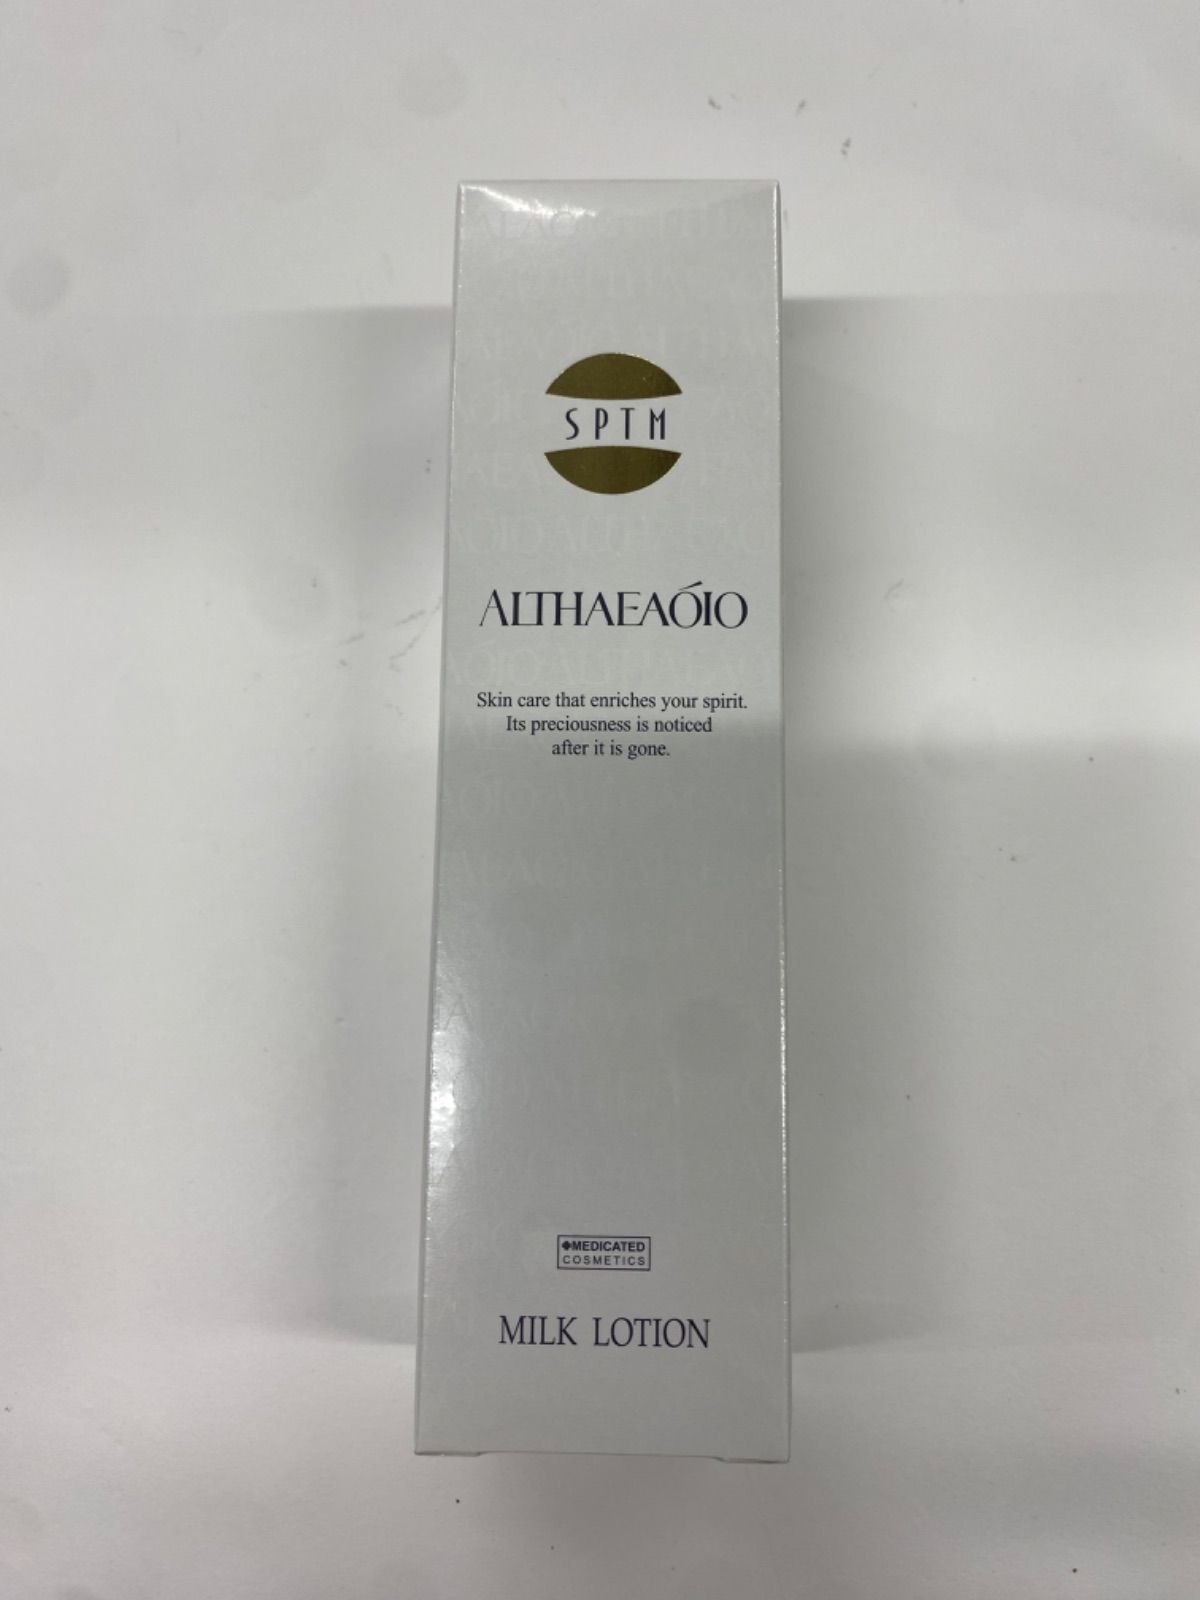 SPTM
ALTHAEAÓIO
Skin care that enriches your spirit.
Its preciousness is noticed
after it is gone.
MEDICATED
COSMETICS
MILK LOTION